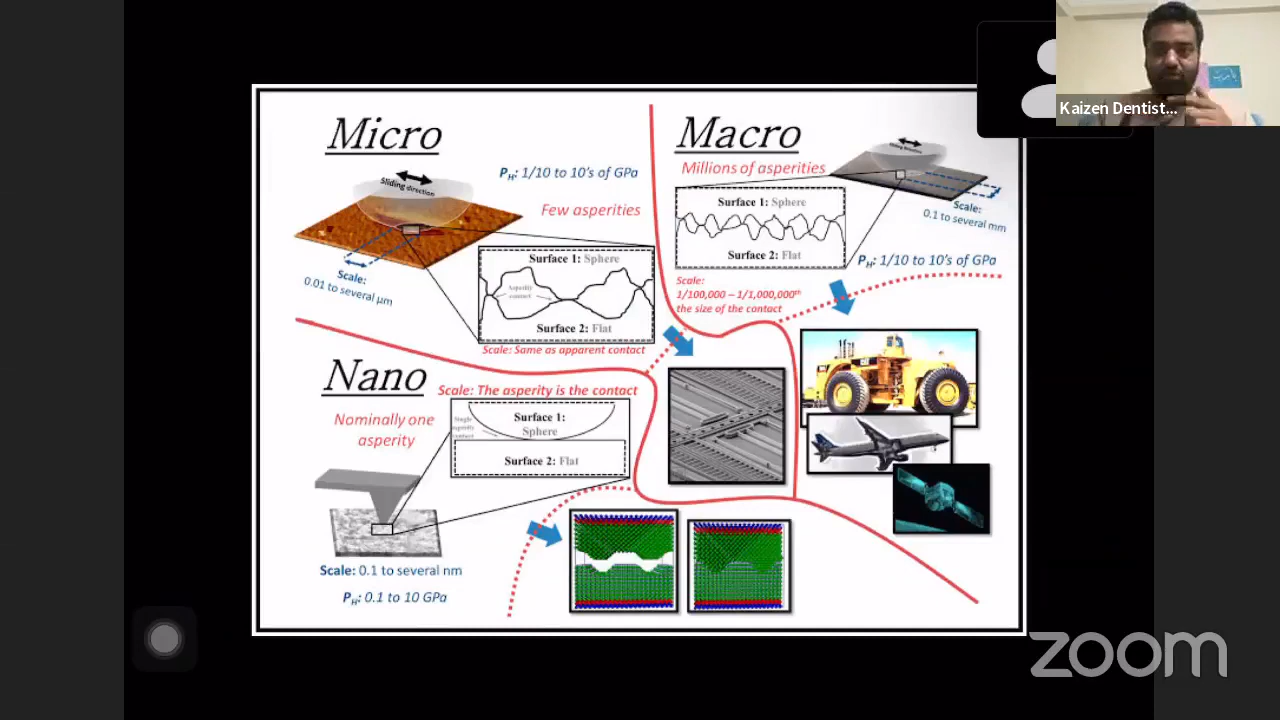 Kaizen Dentist...
Micro
P_H: 1/10 to 10's of GPa
Sliding direction
Few asperities
Scale:
0.01 to several µm
Surface 1: Sphere
Asperity
contact
Surface 2: Flat
Scale: Same as apparent contact
Macro
Millions of asperities
Sliding direction
Surface 1: Sphere
Surface 2: Flat
Scale:
0.1 to several mm
P_H: 1/10 to 10's of GPa
Scale:
1/100,000 – 1/1,000,000th
the size of the contact
Nano
Scale: The asperity is the contact
Nominally one
asperity
Surface 1:
Sphere
Single
asperity
contact
Surface 2: Flat
Scale: 0.1 to several nm
P_H: 0.1 to 10 GPa
zoom